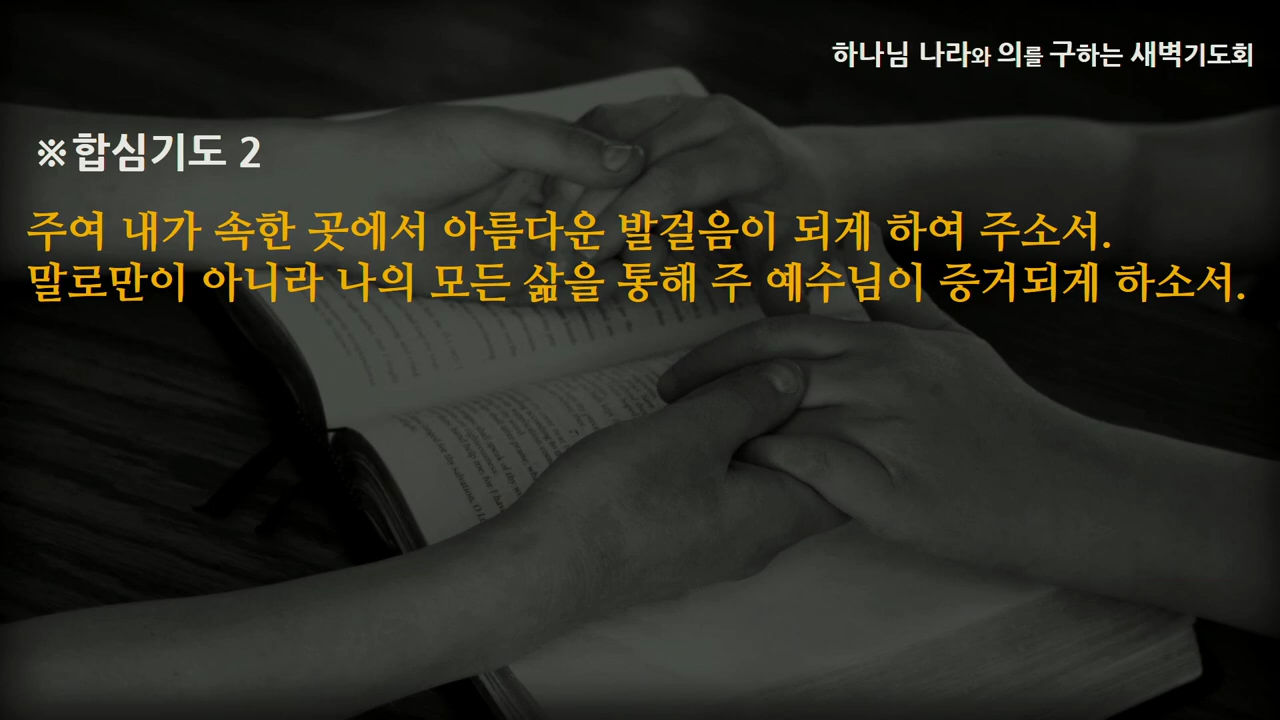 하나님 나라와 의를 구하는 새벽기도회
※합심기도 2
주여 내가 속한 곳에서 아름다운 발걸음이 되게 하여 주소서.
말로만이 아니라 나의 모든 삶을 통해 주 예수님이 증거되게 하소서.